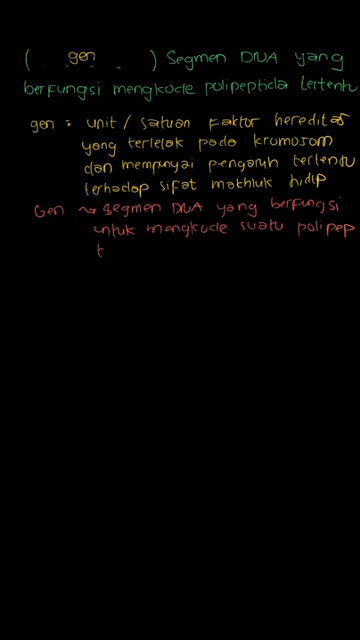 ( gen ) Segmen DNA yang
berfungsi mengkode polipeptida tertentu
gen : unit / satuan faktor hereditas
yang terletak pada kromosom
dan mempunyai pengaruh tertentu
terhadap sifat makhluk hidup
Gen → segmen DNA yang berfungsi
untuk mengkode suatu polipep
t